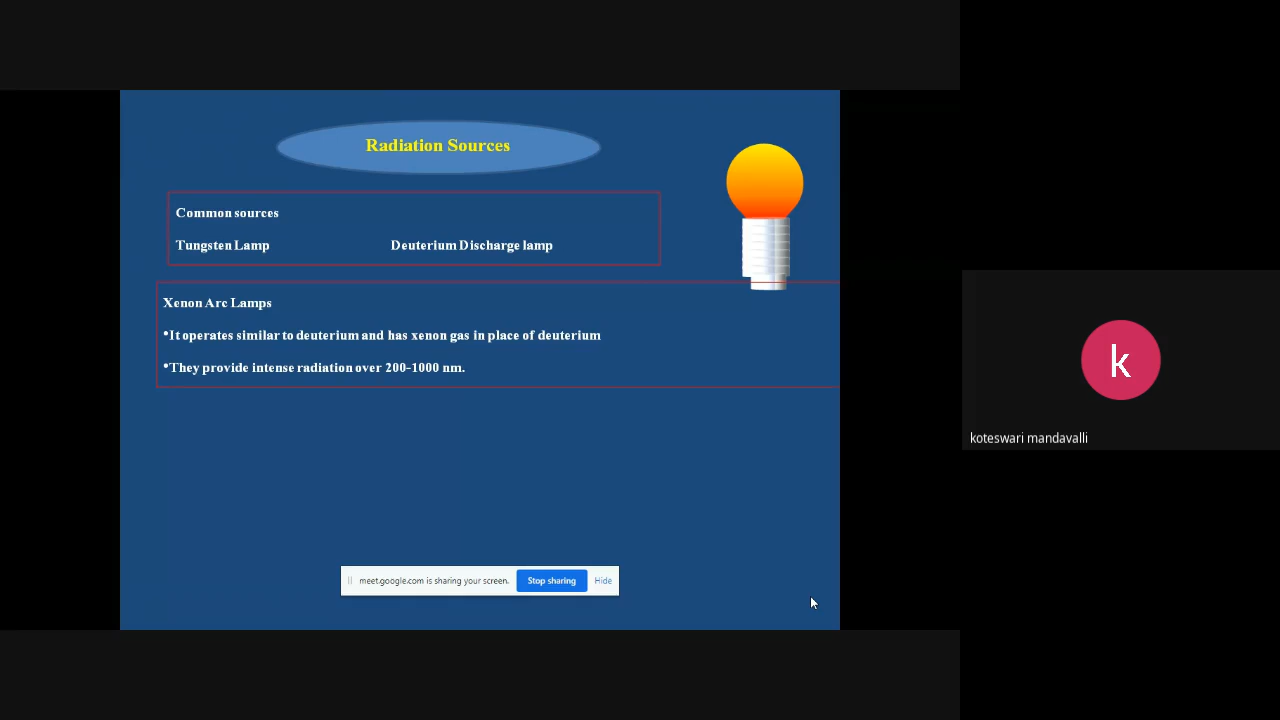 Radiation Sources
Common sources
Tungsten Lamp Deuterium Discharge lamp
Xenon Arc Lamps
•It operates similar to deuterium and has xenon gas in place of deuterium
•They provide intense radiation over 200-1000 nm.
meet.google.com is sharing your screen. Stop sharing Hide
k
koteswari mandavalli